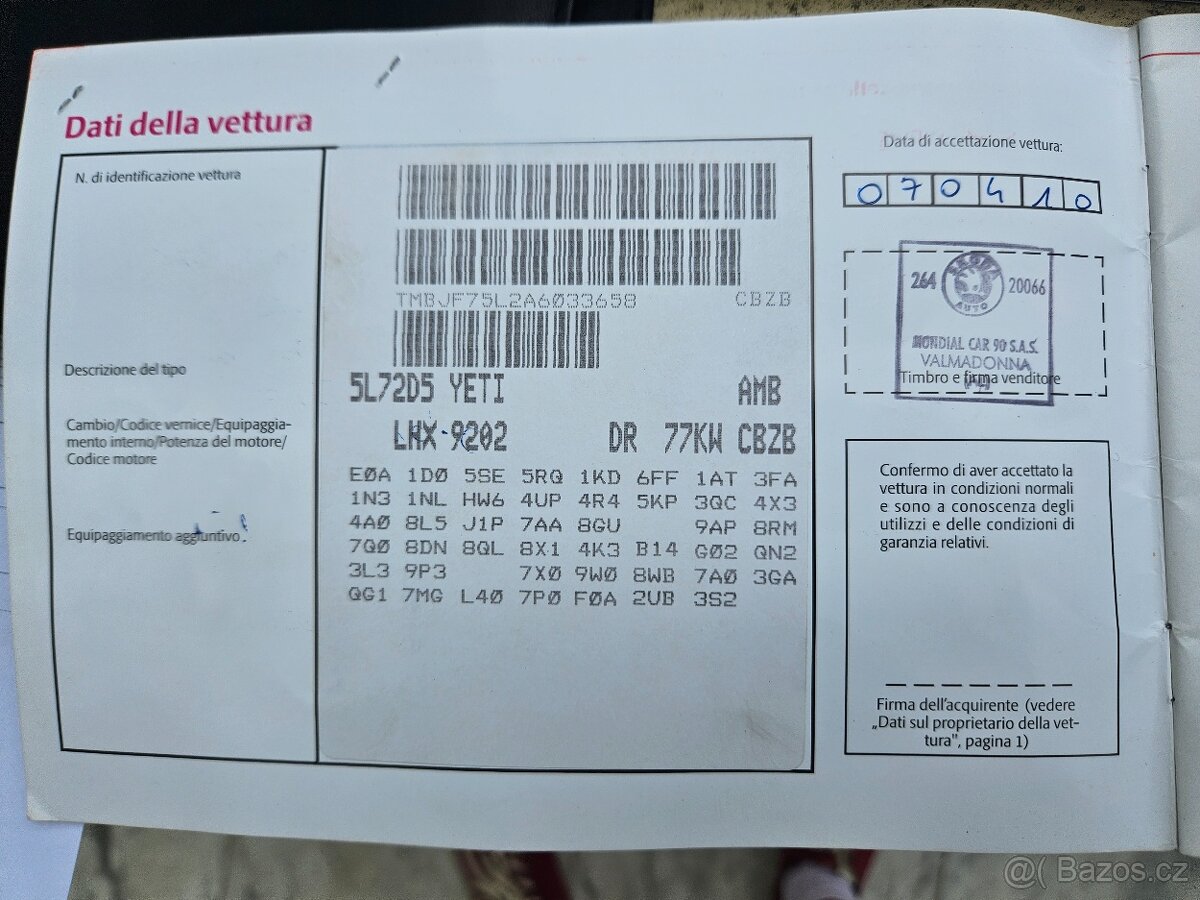 Dati della vettura
N. di identificazione vettura
TMBJF75L2A6033658 CBZB
Descrizione del tipo
5L72D5 YETI AMB
Cambio/Codice vernice/Equipaggia-
mento interno/Potenza del motore/
Codice motore
LHX 9202 DR 77KW CBZB
Equipaggiamento aggiuntivo:
E0A 1D0 5SE 5RQ 1KD 6FF 1AT 3FA
1N3 1NL HW6 4UP 4R4 5KP 3QC 4X3
4A0 8L5 J1P 7AA 8GU 9AP 8RM
7Q0 8DN 8QL 8X1 4K3 B14 G02 QN2
3L3 9P3 7X0 9W0 8WB 7A0 3GA
QG1 7MG L40 7P0 F0A 2UB 3S2
Data di accettazione vettura:
070410
264 SKODA AUTO 20066
MONDIAL CAR 90 S.A.S.
VALMADONNA
Timbro e firma venditore
Confermo di aver accettato la
vettura in condizioni normali
e sono a conoscenza degli
utilizzi e delle condizioni di
garanzia relativi.
Firma dell'acquirente (vedere
„Dati sul proprietario della vet-
tura", pagina 1)
@( Bazos.cz